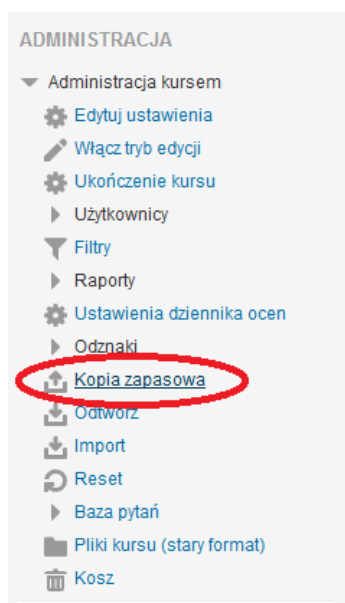 ADMINISTRACJA
Administracja kursem
Edytuj ustawienia
Włącz tryb edycji
Ukończenie kursu
Użytkownicy
Filtry
Raporty
Ustawienia dziennika ocen
Odznaki
Kopia zapasowa
Odtwórz
Import
Reset
Baza pytań
Pliki kursu (stary format)
Kosz